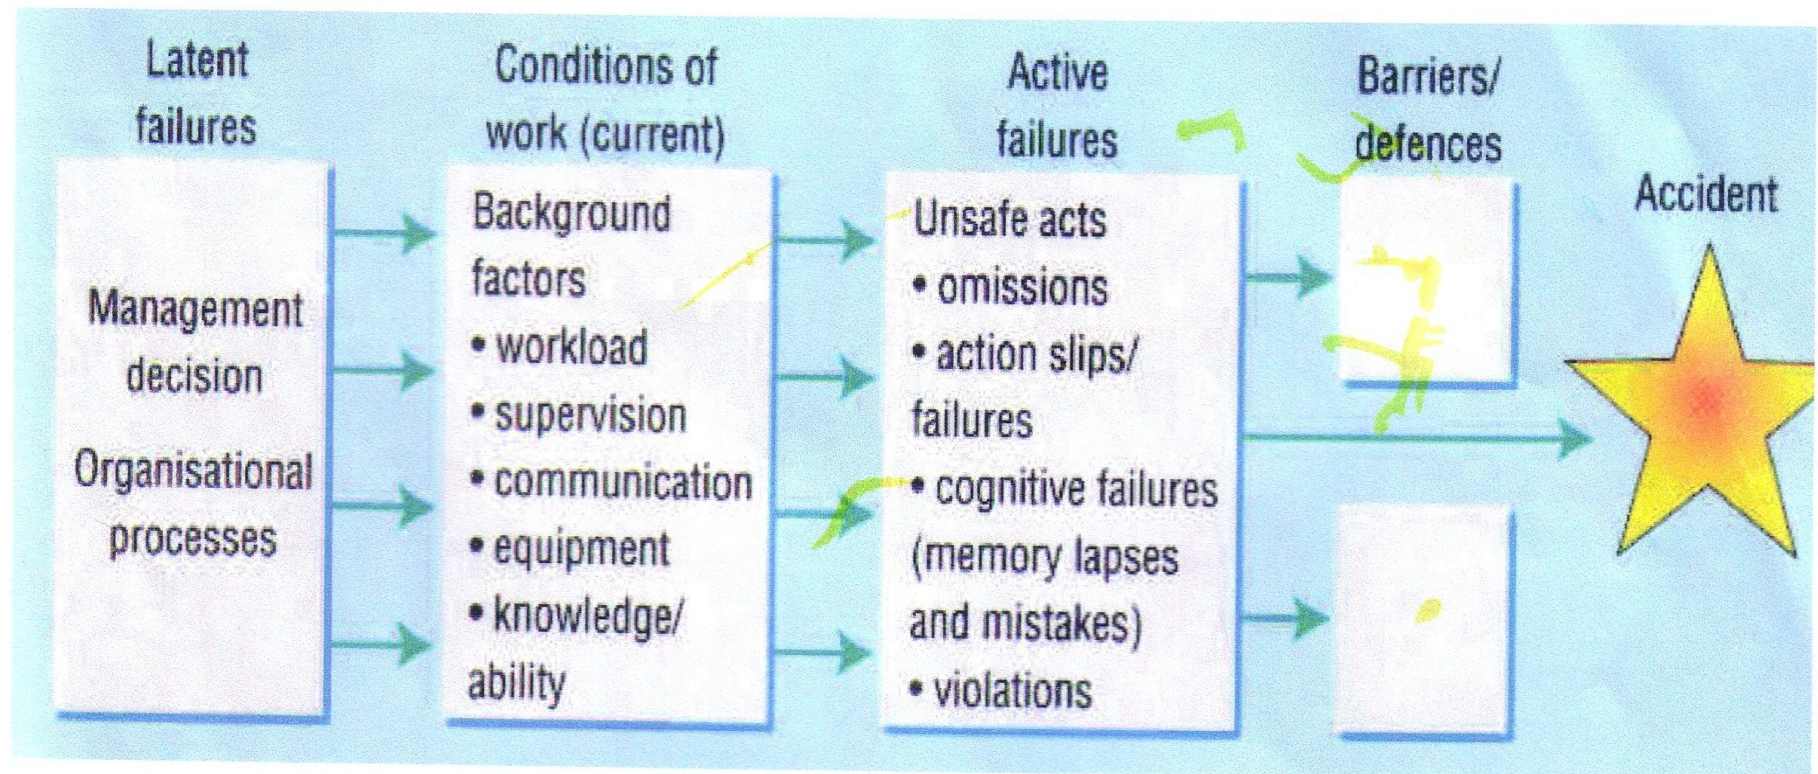 Latent
failures
Management
decision
Organisational
processes
Conditions of
work (current)
Background
factors
• workload
• supervision
• communication
• equipment
• knowledge/
ability
Active
failures
Unsafe acts
• omissions
• action slips/
failures
• cognitive failures
(memory lapses
and mistakes)
• violations
Barriers/
defences
Accident